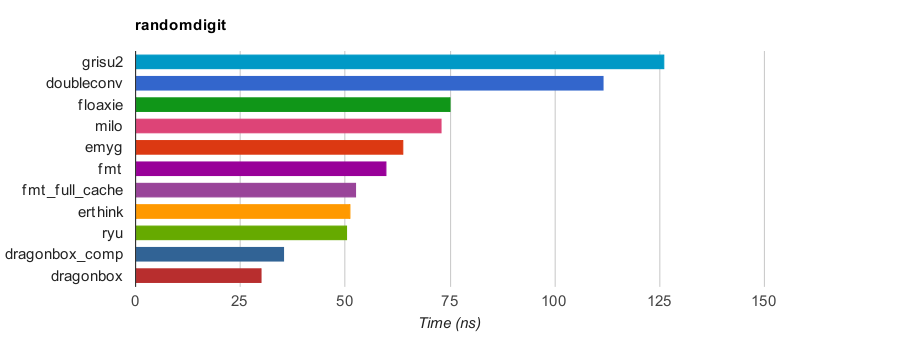 randomdigit
grisu2
doubleconv
floaxie
milo
emyg
fmt
fmt_full_cache
erthink
ryu
dragonbox_comp
dragonbox
0 25 50 75 100 125 150
Time (ns)